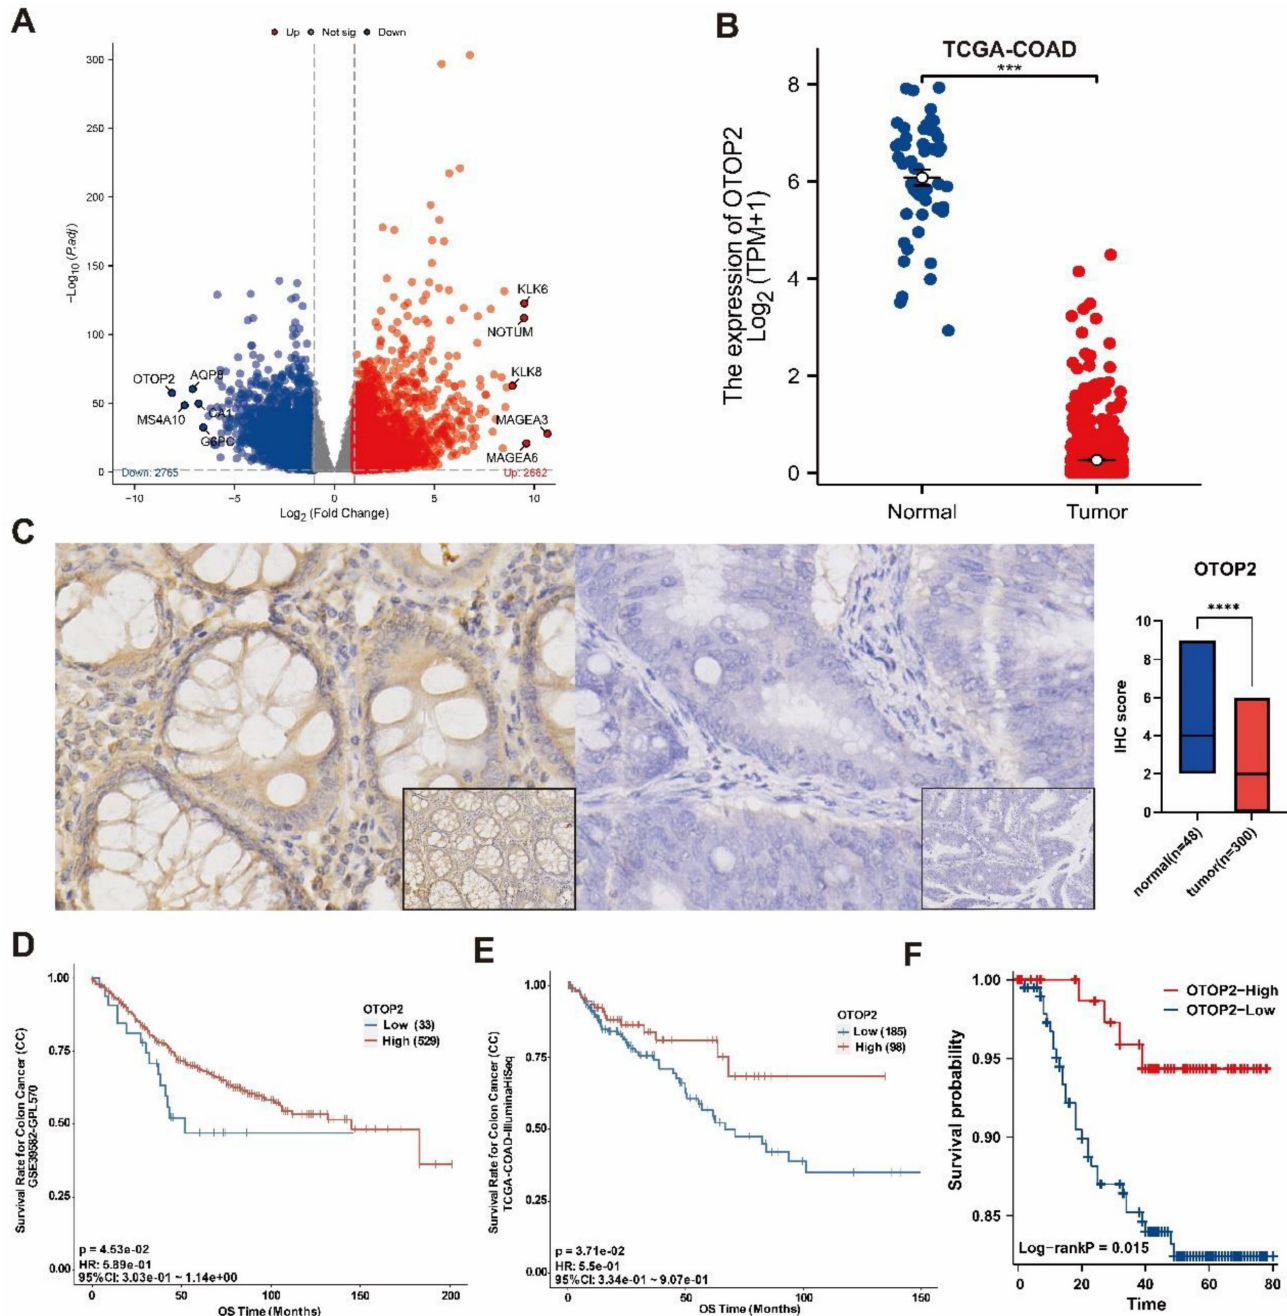 A
Up Not sig Down
300
250
200
150
100
50
0
−Log10 (P.adj)
KLK6
NOTUM
KLK8
MAGEA3
MAGEA6
OTOP2
AQP8
MS4A10
CA1
G6PC
Down: 2765
Up: 2682
−10 −5 0 5 10
Log2 (Fold Change)
B
TCGA-COAD
***
The expression of OTOP2
Log2 (TPM+1)
8
6
4
2
0
Normal Tumor
C
OTOP2
****
IHC score
10
8
6
4
2
0
normal(n=48)
tumor(n=300)
D
Survival Rate for Colon Cancer (CC)
GSE39582-GPL570
1.00
0.75
0.50
0.25
0.00
OTOP2
Low (33)
High (529)
p = 4.53e-02
HR: 5.89e-01
95%CI: 3.03e-01 ~ 1.14e+00
0 50 100 150 200
OS Time (Months)
E
Survival Rate for Colon Cancer (CC)
TCGA-COAD-IlluminaHiSeq
1.00
0.75
0.50
0.25
0.00
OTOP2
Low (185)
High (98)
p = 3.71e-02
HR: 5.5e-01
95%CI: 3.34e-01 ~ 9.07e-01
0 50 100 150
OS Time (Months)
F
Survival probability
1.00
0.95
0.90
0.85
OTOP2−High
OTOP2−Low
Log−rankP = 0.015
0 20 40 60 80
Time